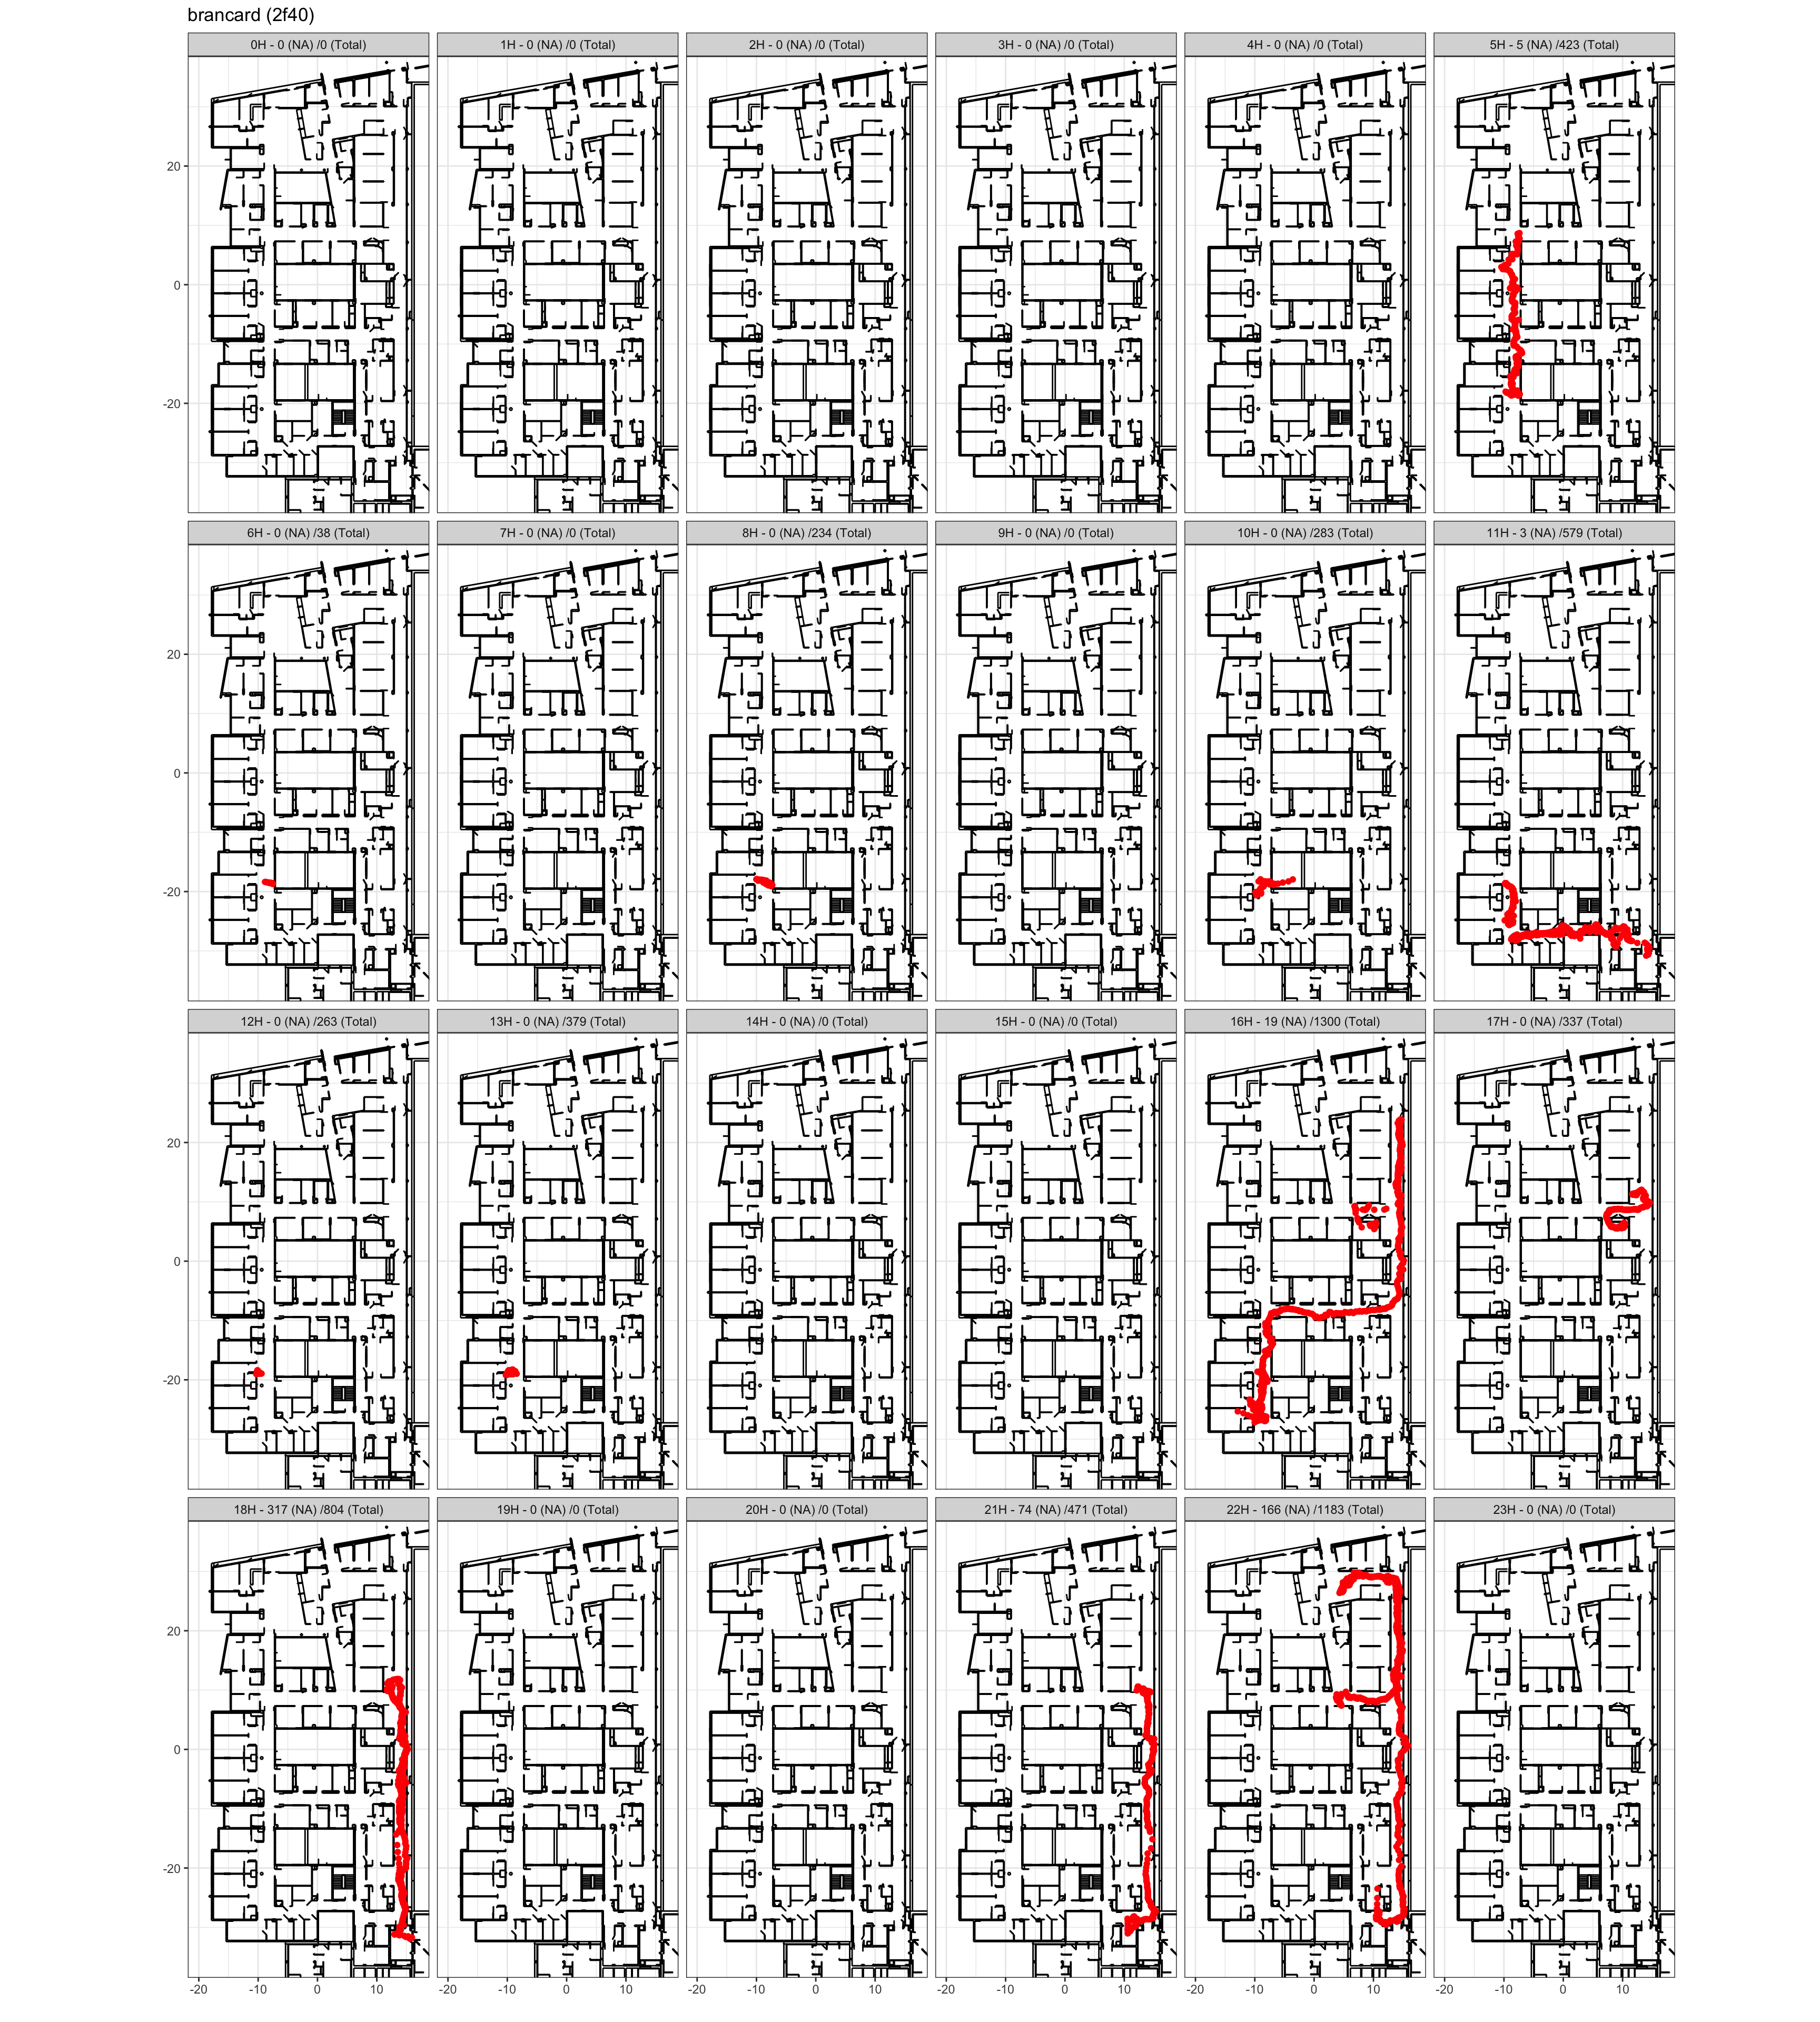 brancard (2f40)
0H - 0 (NA) /0 (Total) 1H - 0 (NA) /0 (Total) 2H - 0 (NA) /0 (Total) 3H - 0 (NA) /0 (Total) 4H - 0 (NA) /0 (Total) 5H - 5 (NA) /423 (Total)
20
0
-20
6H - 0 (NA) /38 (Total) 7H - 0 (NA) /0 (Total) 8H - 0 (NA) /234 (Total) 9H - 0 (NA) /0 (Total) 10H - 0 (NA) /283 (Total) 11H - 3 (NA) /579 (Total)
20
0
-20
12H - 0 (NA) /263 (Total) 13H - 0 (NA) /379 (Total) 14H - 0 (NA) /0 (Total) 15H - 0 (NA) /0 (Total) 16H - 19 (NA) /1300 (Total) 17H - 0 (NA) /337 (Total)
20
0
-20
18H - 317 (NA) /804 (Total) 19H - 0 (NA) /0 (Total) 20H - 0 (NA) /0 (Total) 21H - 74 (NA) /471 (Total) 22H - 166 (NA) /1183 (Total) 23H - 0 (NA) /0 (Total)
20
0
-20
-20 -10 0 10 -20 -10 0 10 -20 -10 0 10 -20 -10 0 10 -20 -10 0 10 -20 -10 0 10